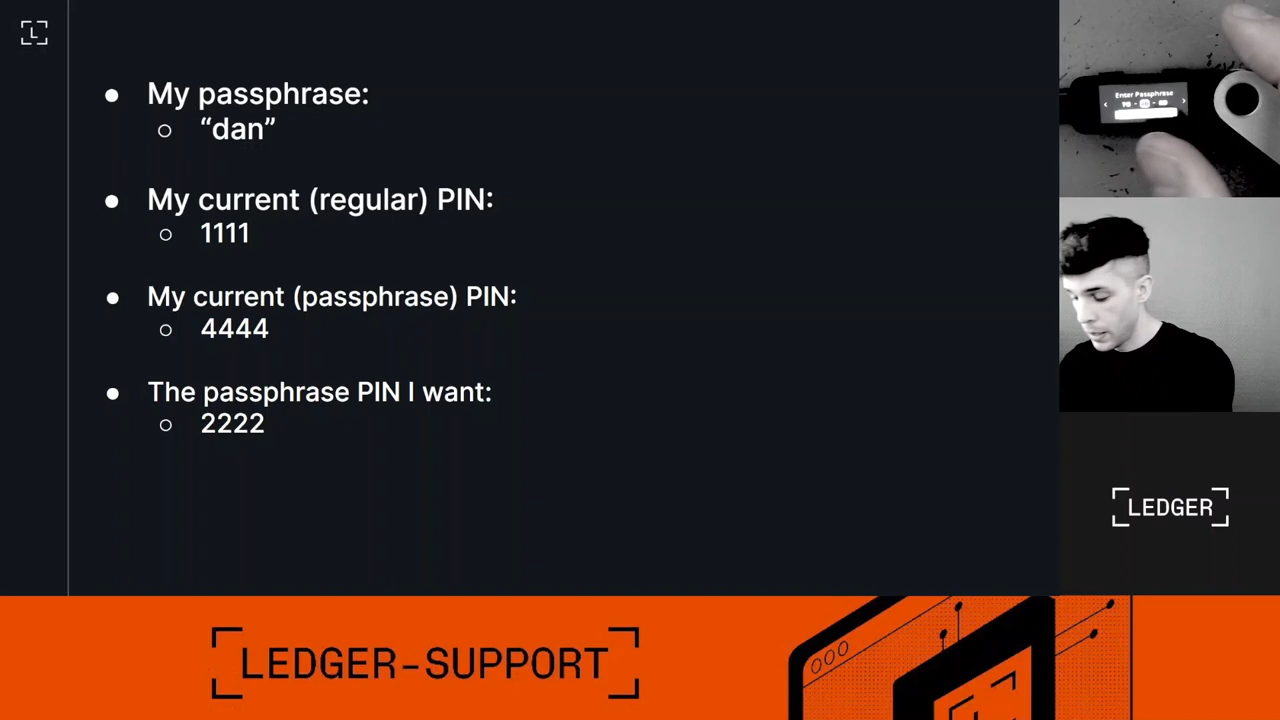 L
My passphrase:
“dan”
My current (regular) PIN:
1111
My current (passphrase) PIN:
4444
The passphrase PIN I want:
2222
Enter Passphrase
LEDGER
LEDGER-SUPPORT